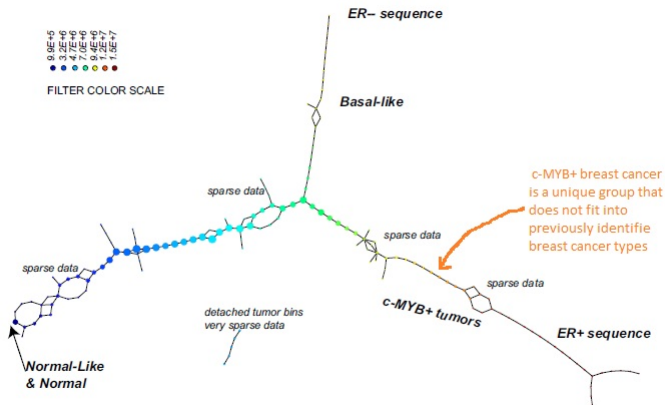 ER– sequence
9.9E+5
3.2E+6
4.7E+6
7.0E+6
9.4E+6
1.2E+7
1.5E+7
FILTER COLOR SCALE
Basal-like
c-MYB+ breast cancer
is a unique group that
does not fit into
previously identifie
breast cancer types
sparse data
sparse data
sparse data
sparse data
detached tumor bins
very sparse data
c-MYB+ tumors
ER+ sequence
Normal-Like
& Normal